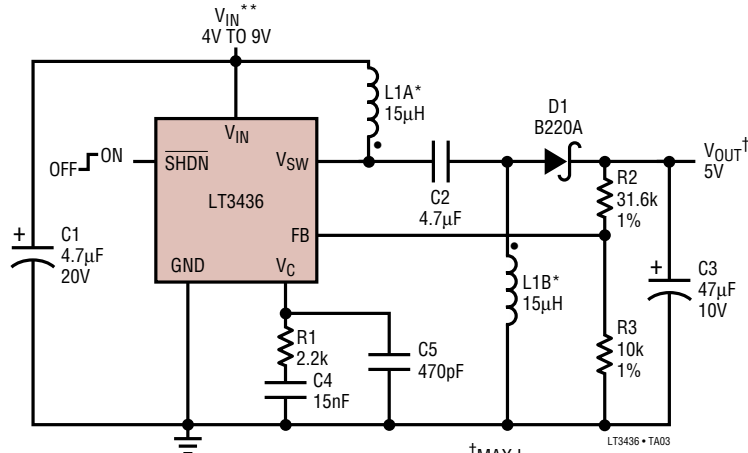 V_IN**
4V TO 9V
L1A*
15µH
D1
B220A
V_OUT†
5V
OFF
ON
V_IN
SHDN
V_SW
LT3436
FB
GND
V_C
C2
4.7µF
R2
31.6k
1%
+
C1
4.7µF
20V
L1B*
15µH
+
C3
47µF
10V
R1
2.2k
C4
15nF
C5
470pF
R3
10k
1%
LT3436 • TA03
†MAX I